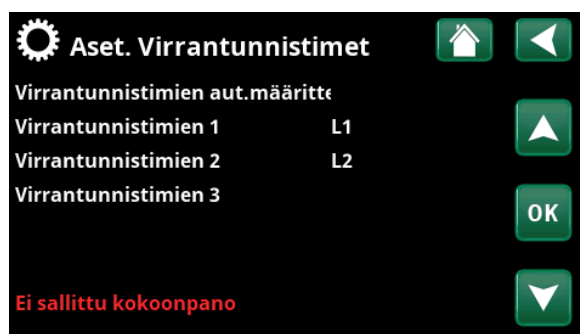 Aset. Virrantunnistimet
Virrantunnistimien aut.määritte
Virrantunnistimien 1 L1
Virrantunnistimien 2 L2
Virrantunnistimien 3
OK
Ei sallittu kokoonpano